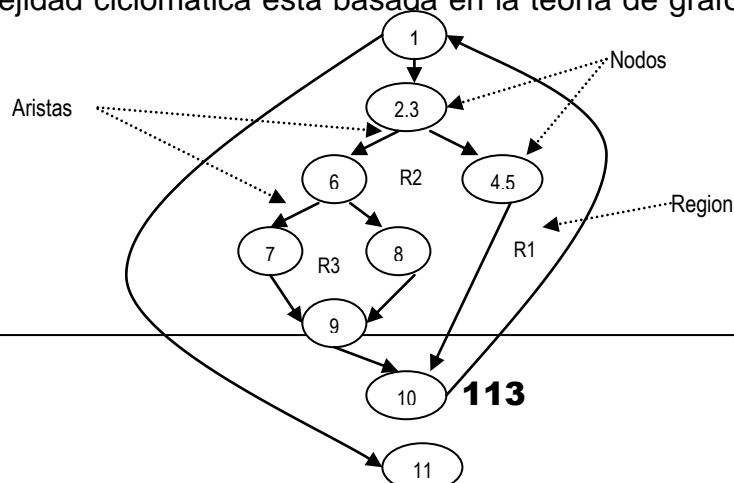 ejidad ciclomática está basada en la teoría de grafo
1
Nodos
Aristas
2.3
6
R2
4.5
Region
7
R3
8
R1
9
10
113
11